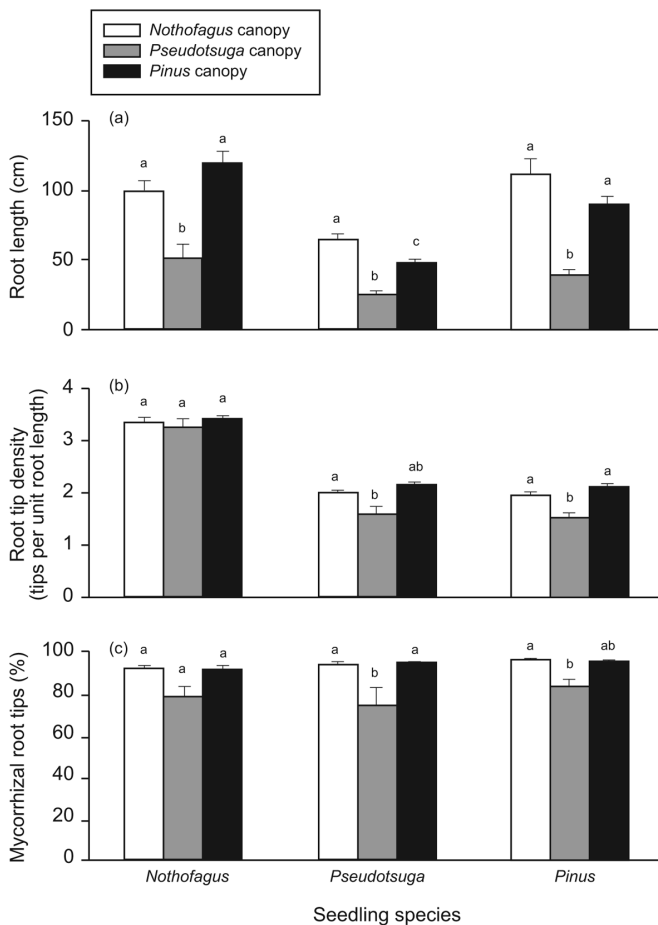 Nothofagus canopy
Pseudotsuga canopy
Pinus canopy
(a)
Root length (cm)
150
100
50
0
a
b
a
a
b
c
a
b
a
(b)
Root tip density
(tips per unit root length)
4
3
2
1
0
a
a
a
a
b
ab
a
b
a
(c)
Mycorrhizal root tips (%)
100
80
60
40
20
0
a
a
a
a
b
a
a
b
ab
Nothofagus
Pseudotsuga
Pinus
Seedling species